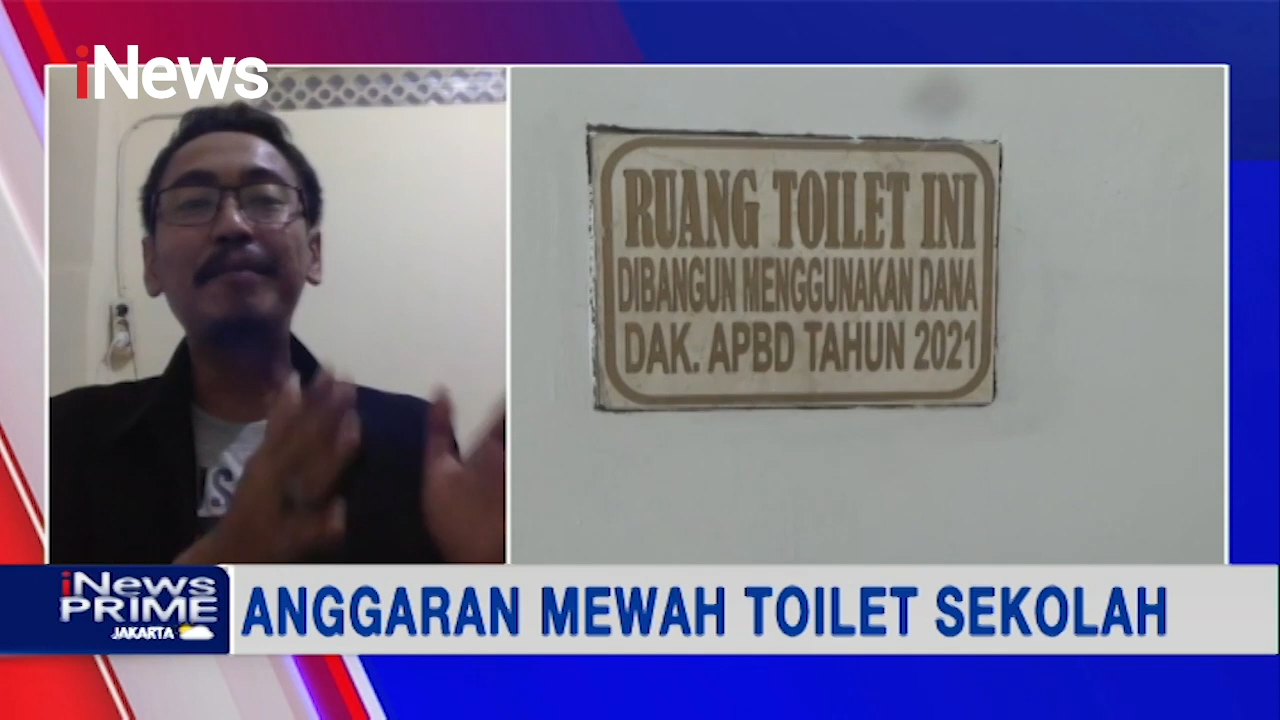 iNews
RUANG TOILET INI
DIBANGUN MENGGUNAKAN DANA
DAK. APBD TAHUN 2021
iNews
PRIME
JAKARTA
ANGGARAN MEWAH TOILET SEKOLAH